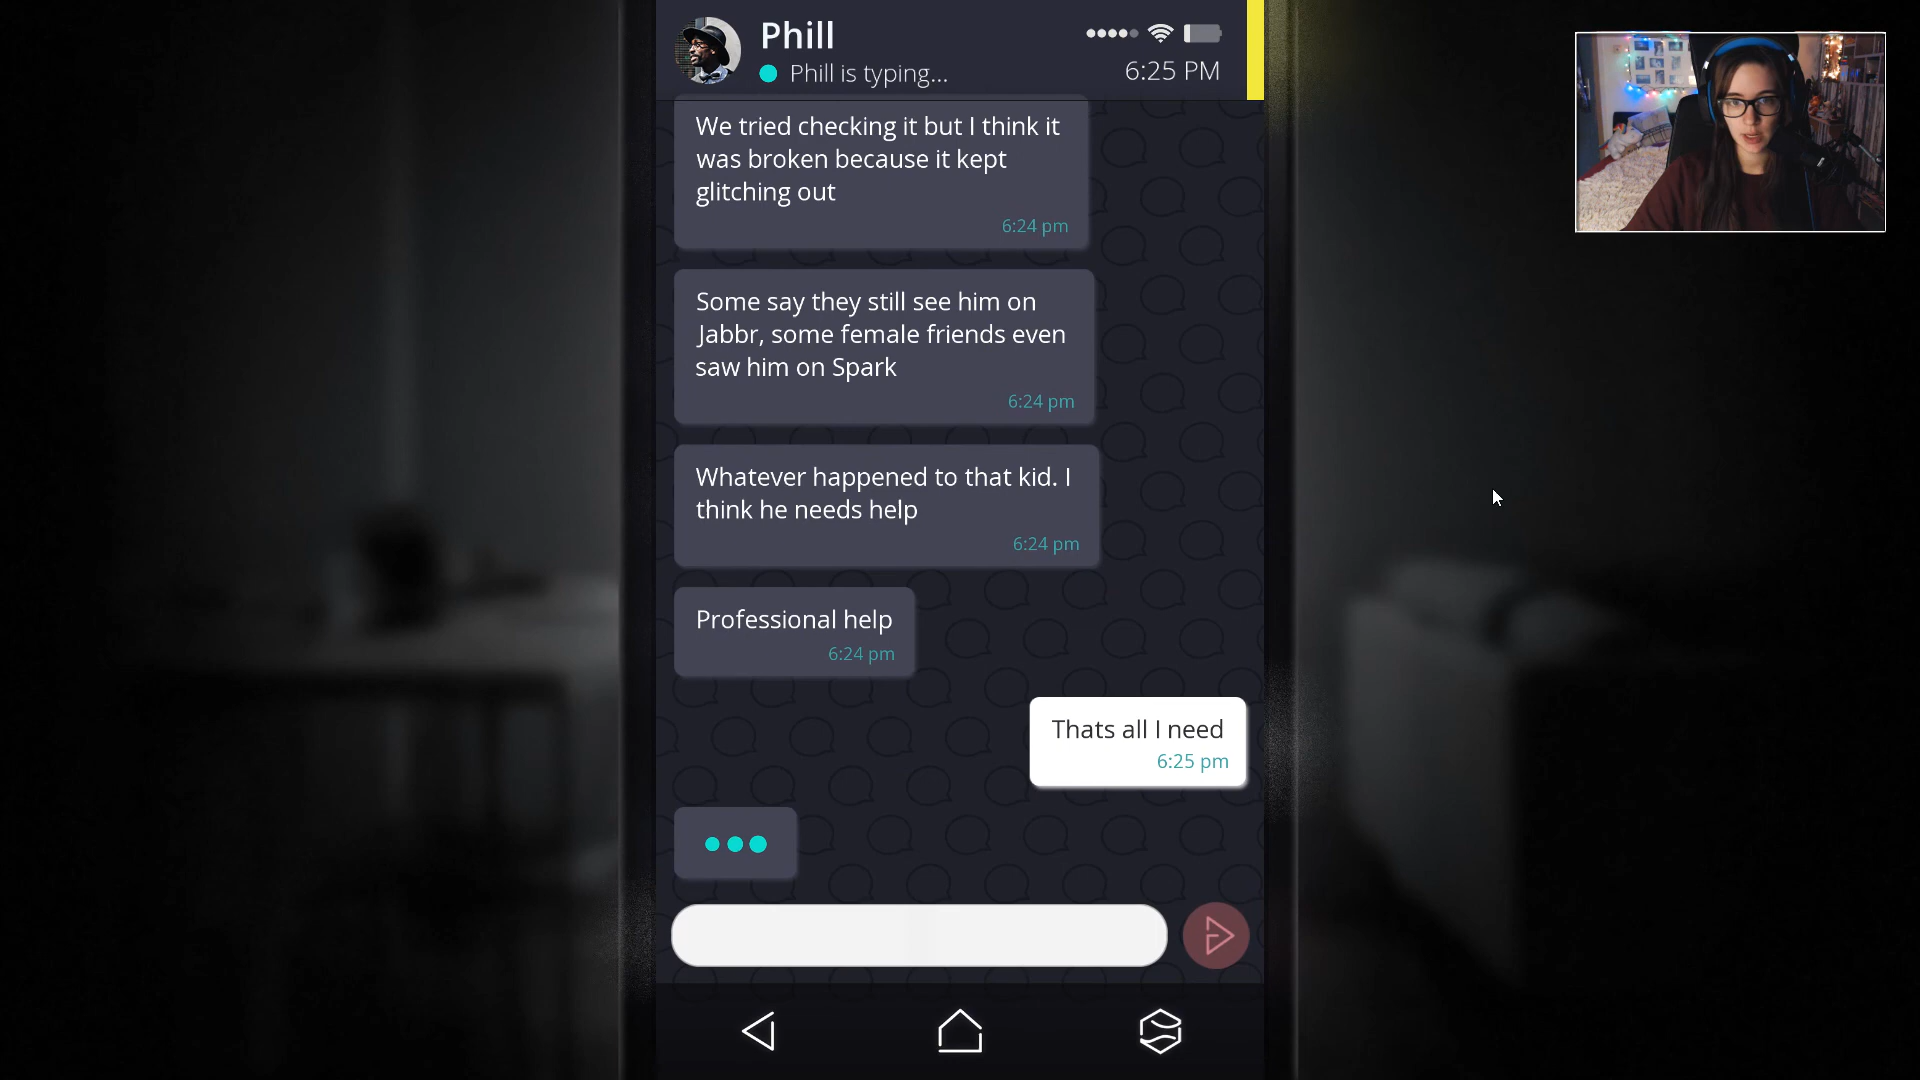 Phill
Phill is typing...
6:25 PM
We tried checking it but I think it
was broken because it kept
glitching out
6:24 pm
Some say they still see him on
Jabbr, some female friends even
saw him on Spark
6:24 pm
Whatever happened to that kid. I
think he needs help
6:24 pm
Professional help
6:24 pm
Thats all I need
6:25 pm